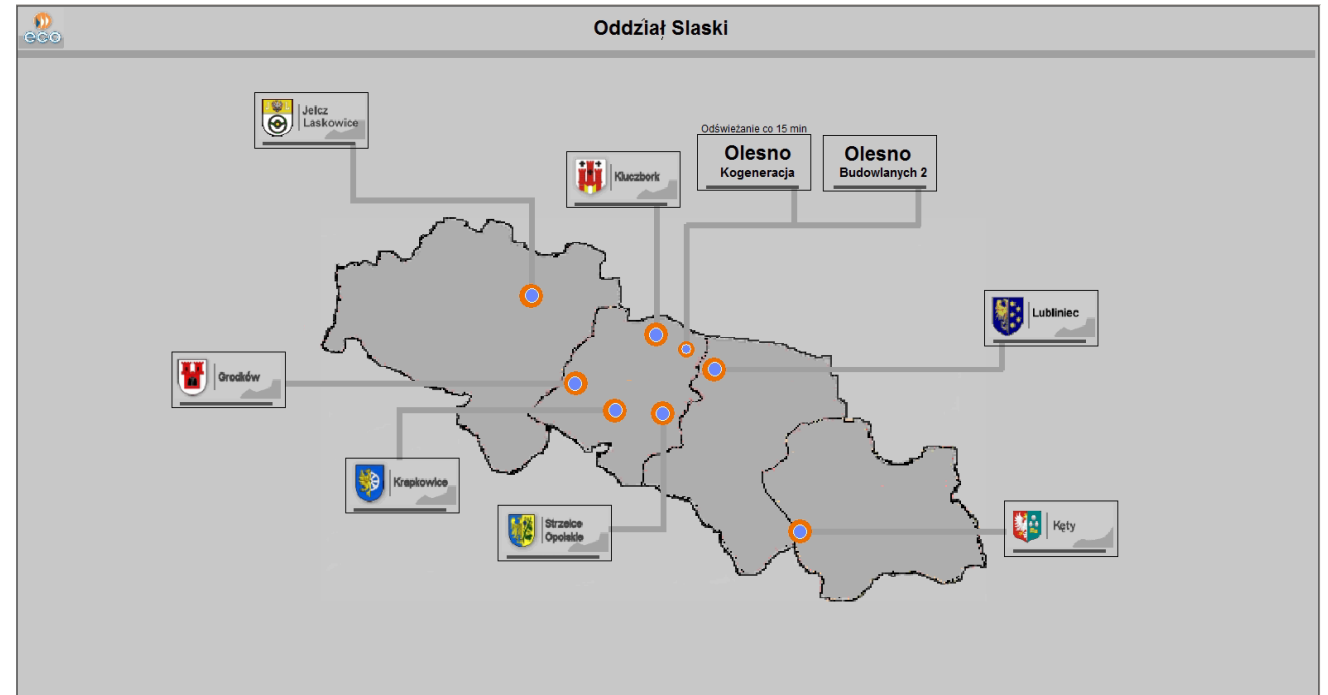 eco
Oddział Slaski
Jelcz
Laskowice
Odświeżanie co 15 min
Olesno
Kogeneracja
Olesno
Budowlanych 2
Kluczbork
Lubliniec
Grodków
Krapkowice
Strzelce
Opolskie
Kęty